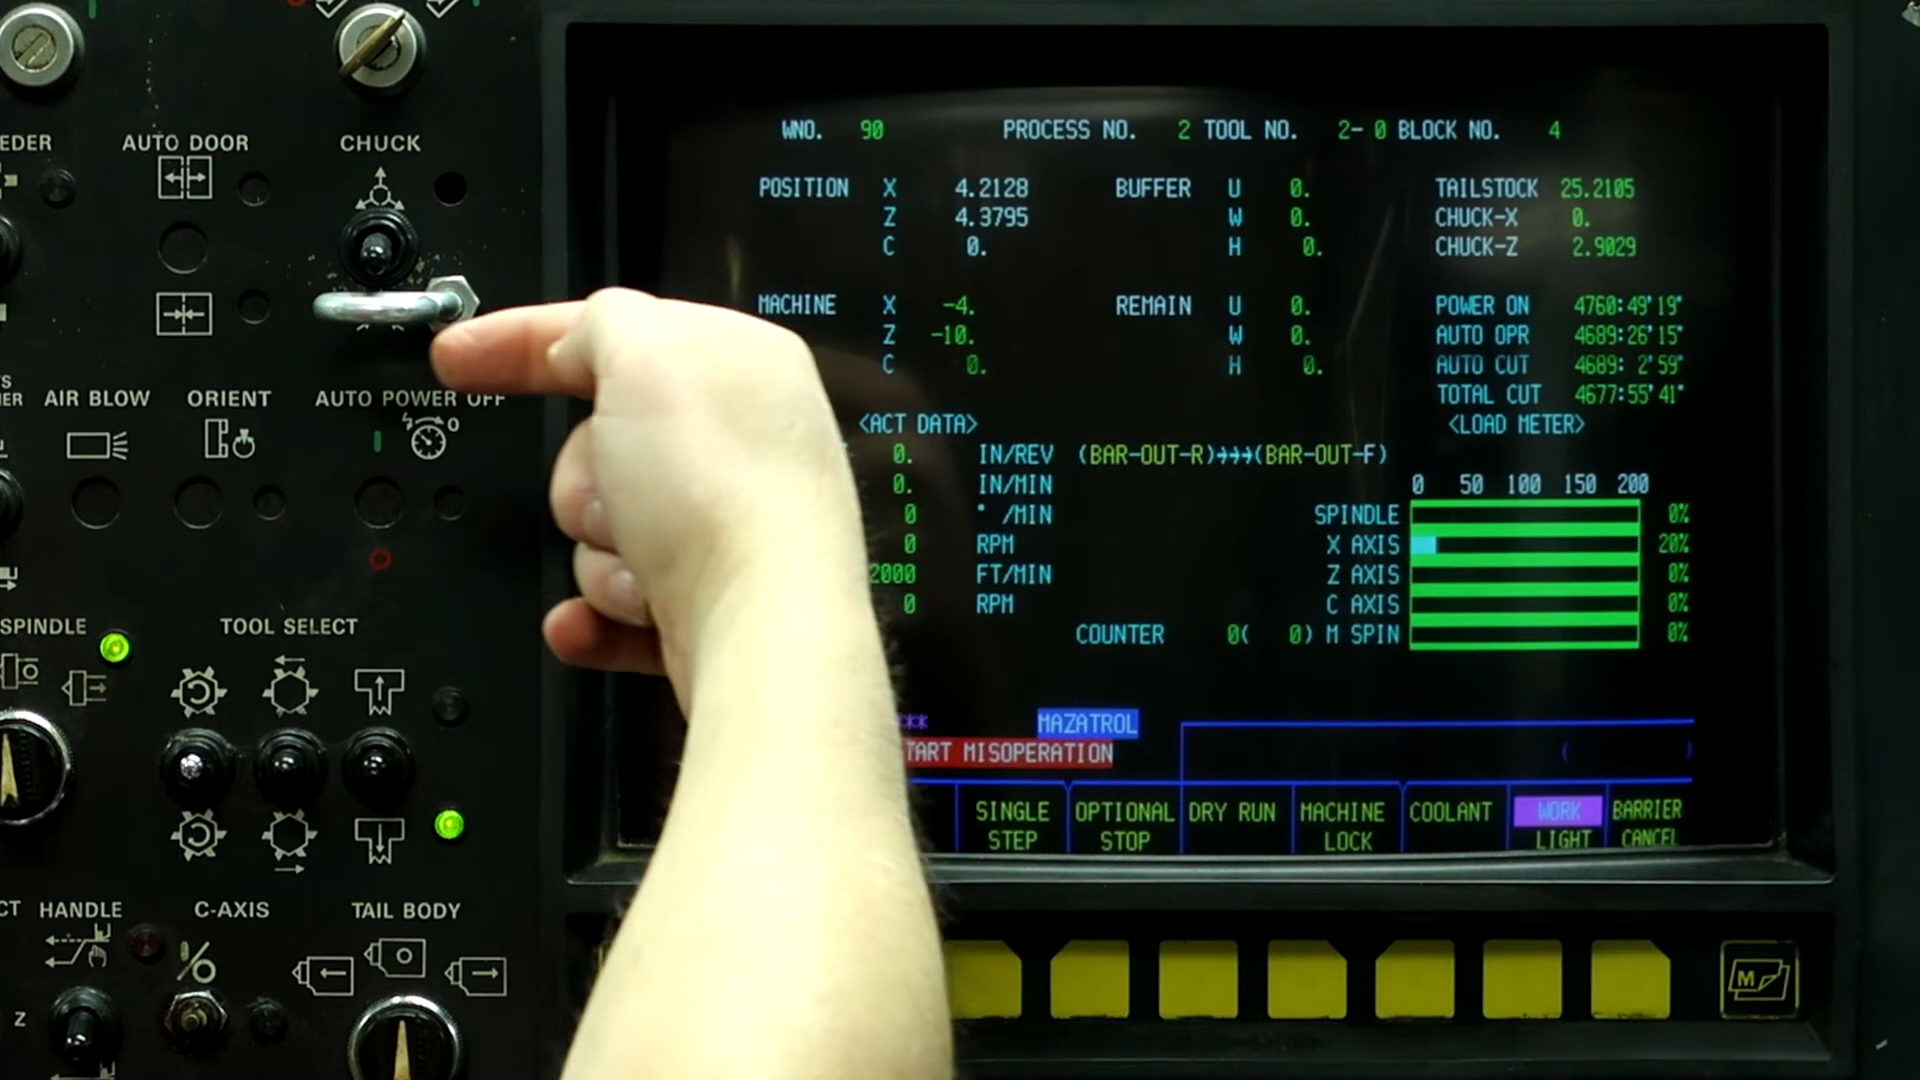 AUTO DOOR
CHUCK
AIR BLOW
ORIENT
AUTO POWER OFF
O
SPINDLE
TOOL SELECT
HANDLE
C-AXIS
TAIL BODY
Z
WNO. 90 PROCESS NO. 2 TOOL NO. 2- 0 BLOCK NO. 4
POSITION X 4.2128 BUFFER U 0. TAILSTOCK 25.2105
Z 4.3795 W 0. CHUCK-X 0.
C 0. H 0. CHUCK-Z 2.9029
MACHINE X -4. REMAIN U 0. POWER ON 4760:49'19"
Z -10. W 0. AUTO OPR 4689:26'15"
C 0. H 0. AUTO CUT 4689: 2'59"
TOTAL CUT 4677:55'41"
<ACT DATA> <LOAD METER>
0. IN/REV (BAR-OUT-R)→→→(BAR-OUT-F)
0. IN/MIN 0 50 100 150 200
0 ° /MIN SPINDLE 0%
0 RPM X AXIS 20%
2000 FT/MIN Z AXIS 0%
0 RPM C AXIS 0%
COUNTER 0( 0) M SPIN 0%
MAZATROL
MISOPERATION
( )
SINGLE STEP
OPTIONAL STOP
DRY RUN
MACHINE LOCK
COOLANT
WORK LIGHT
BARRIER CANCEL
M